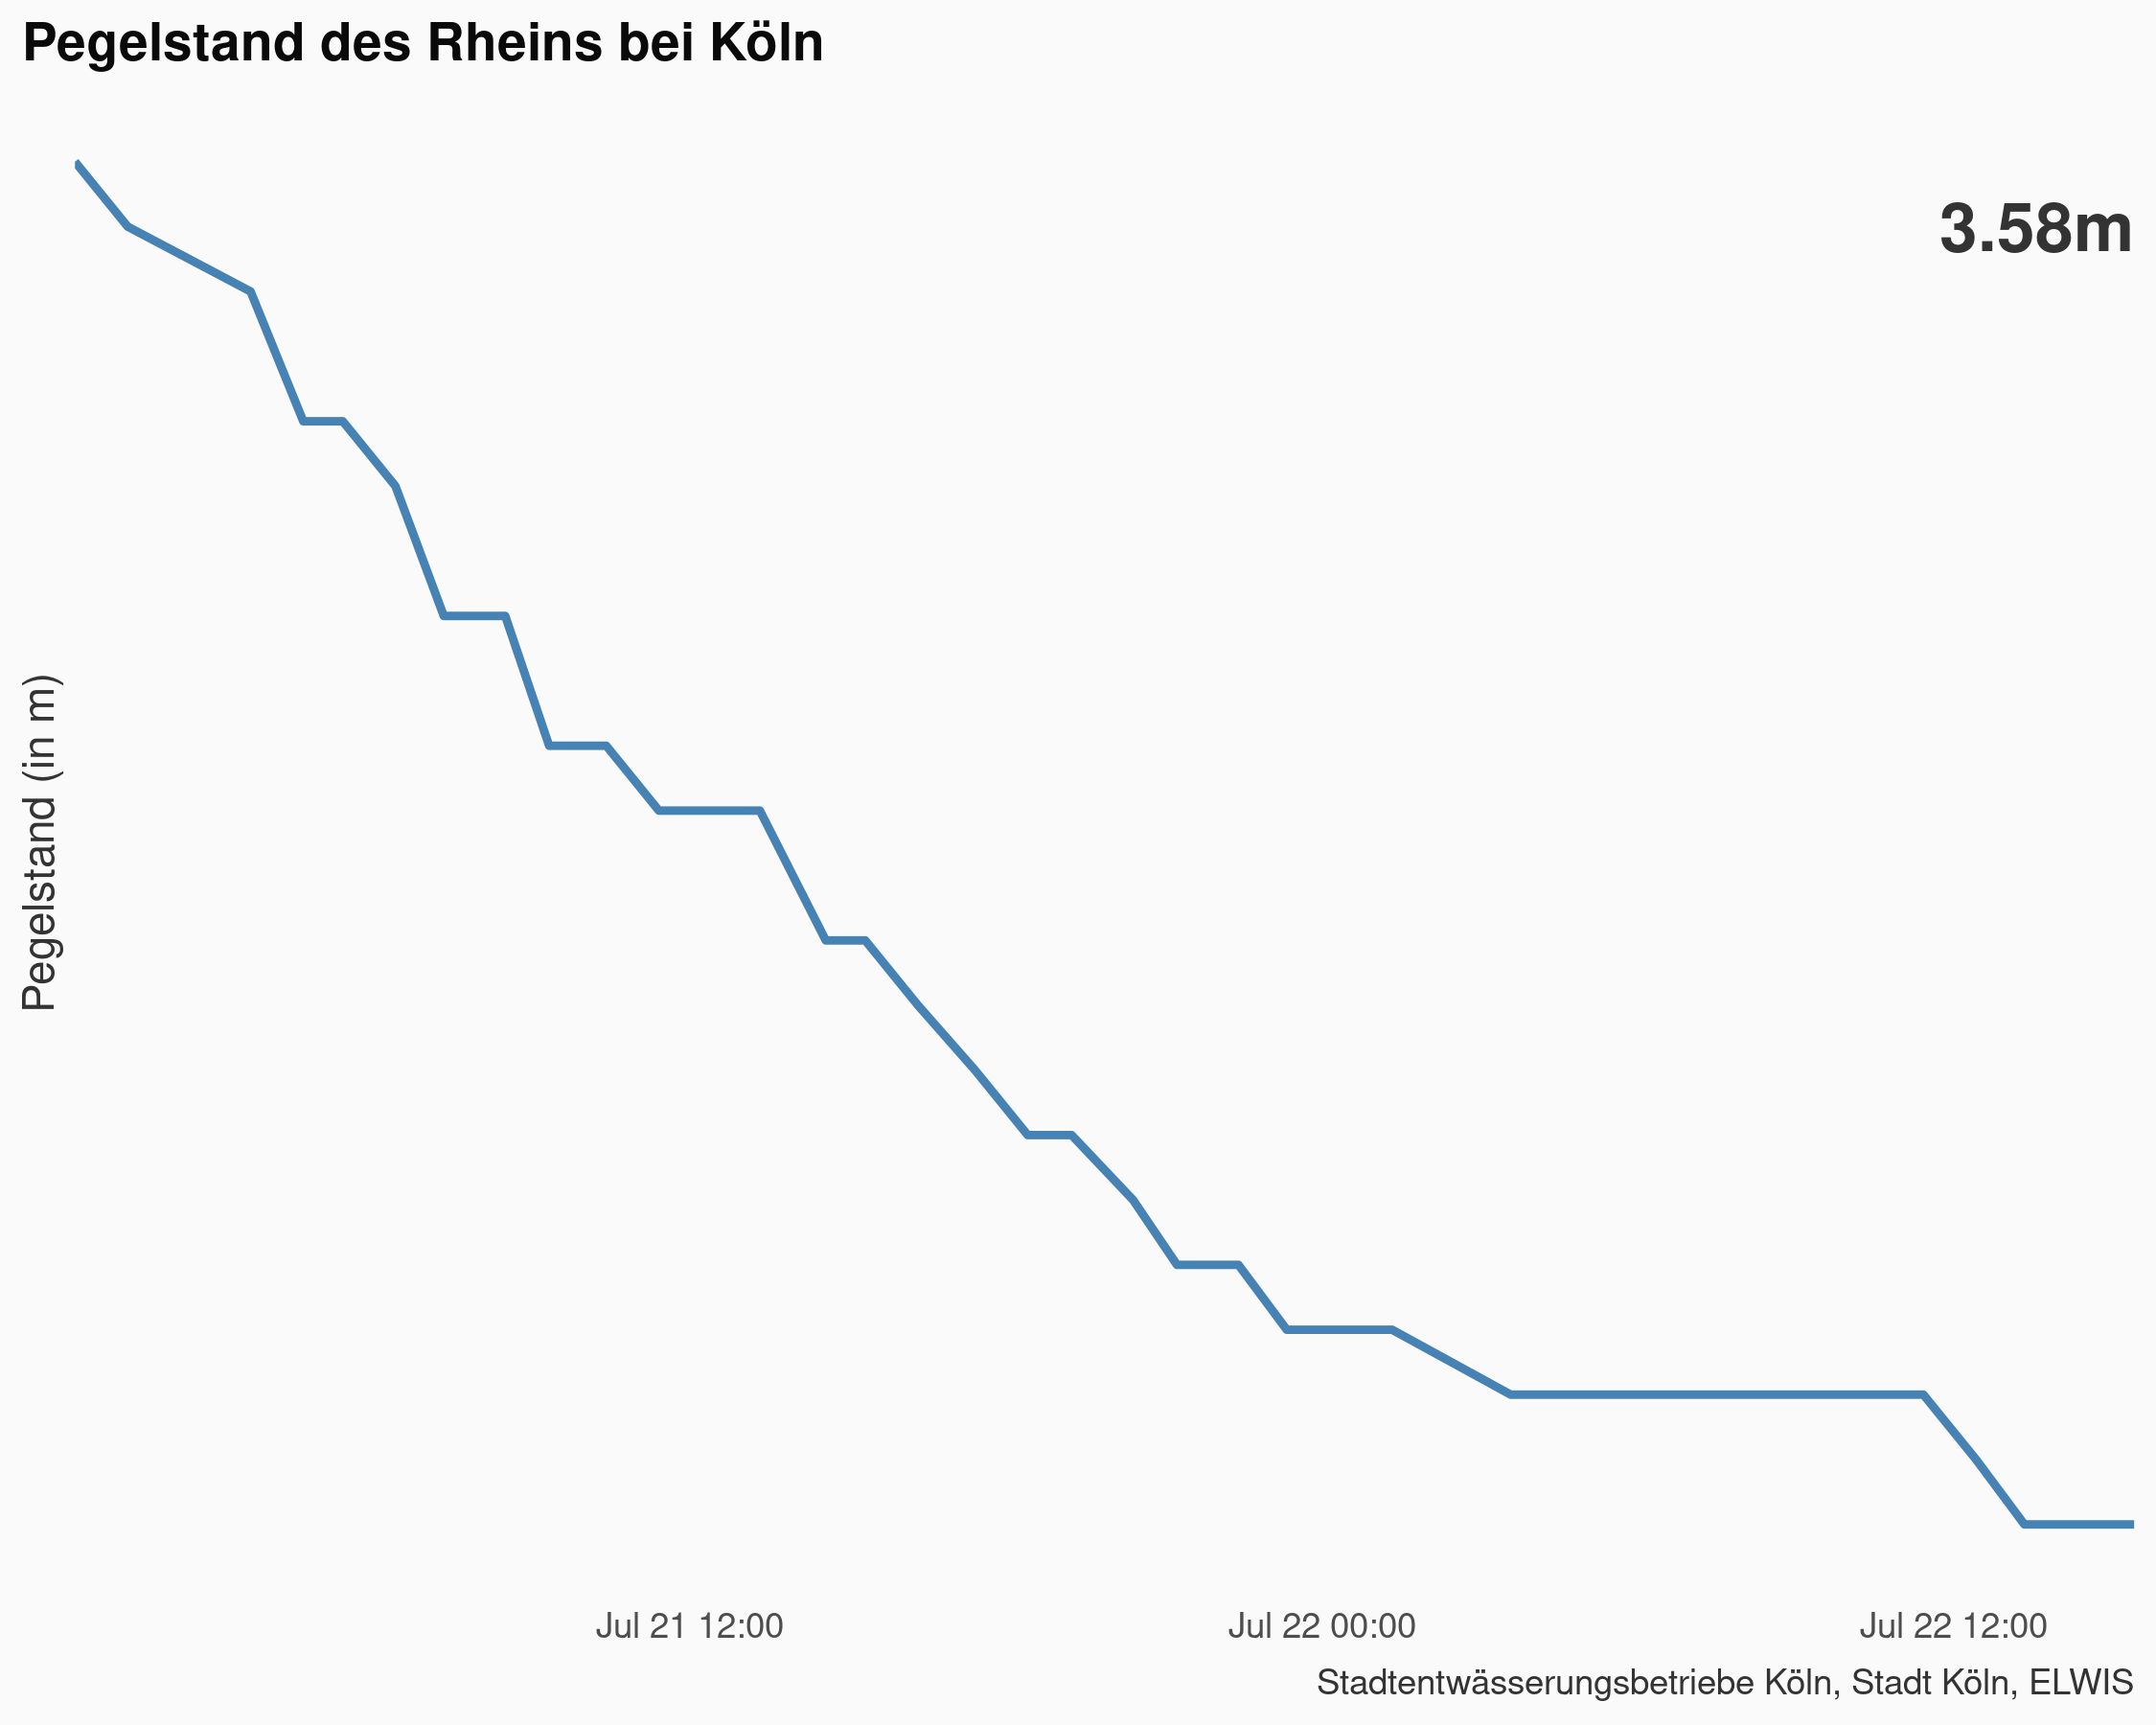 Pegelstand des Rheins bei Köln
3.58m
Pegelstand (in m)
Jul 21 12:00
Jul 22 00:00
Jul 22 12:00
Stadtentwässerungsbetriebe Köln, Stadt Köln, ELWIS